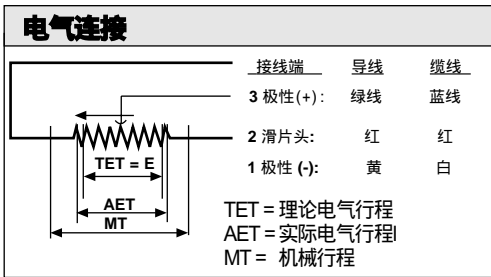 电气连接
接线端 导线 缆线
3 极性(+): 绿线 蓝线
2 滑片头: 红 红
1 极性 (-): 黄 白
TET = E
AET
MT
TET = 理论电气行程
AET = 实际电气行程l
MT = 机械行程